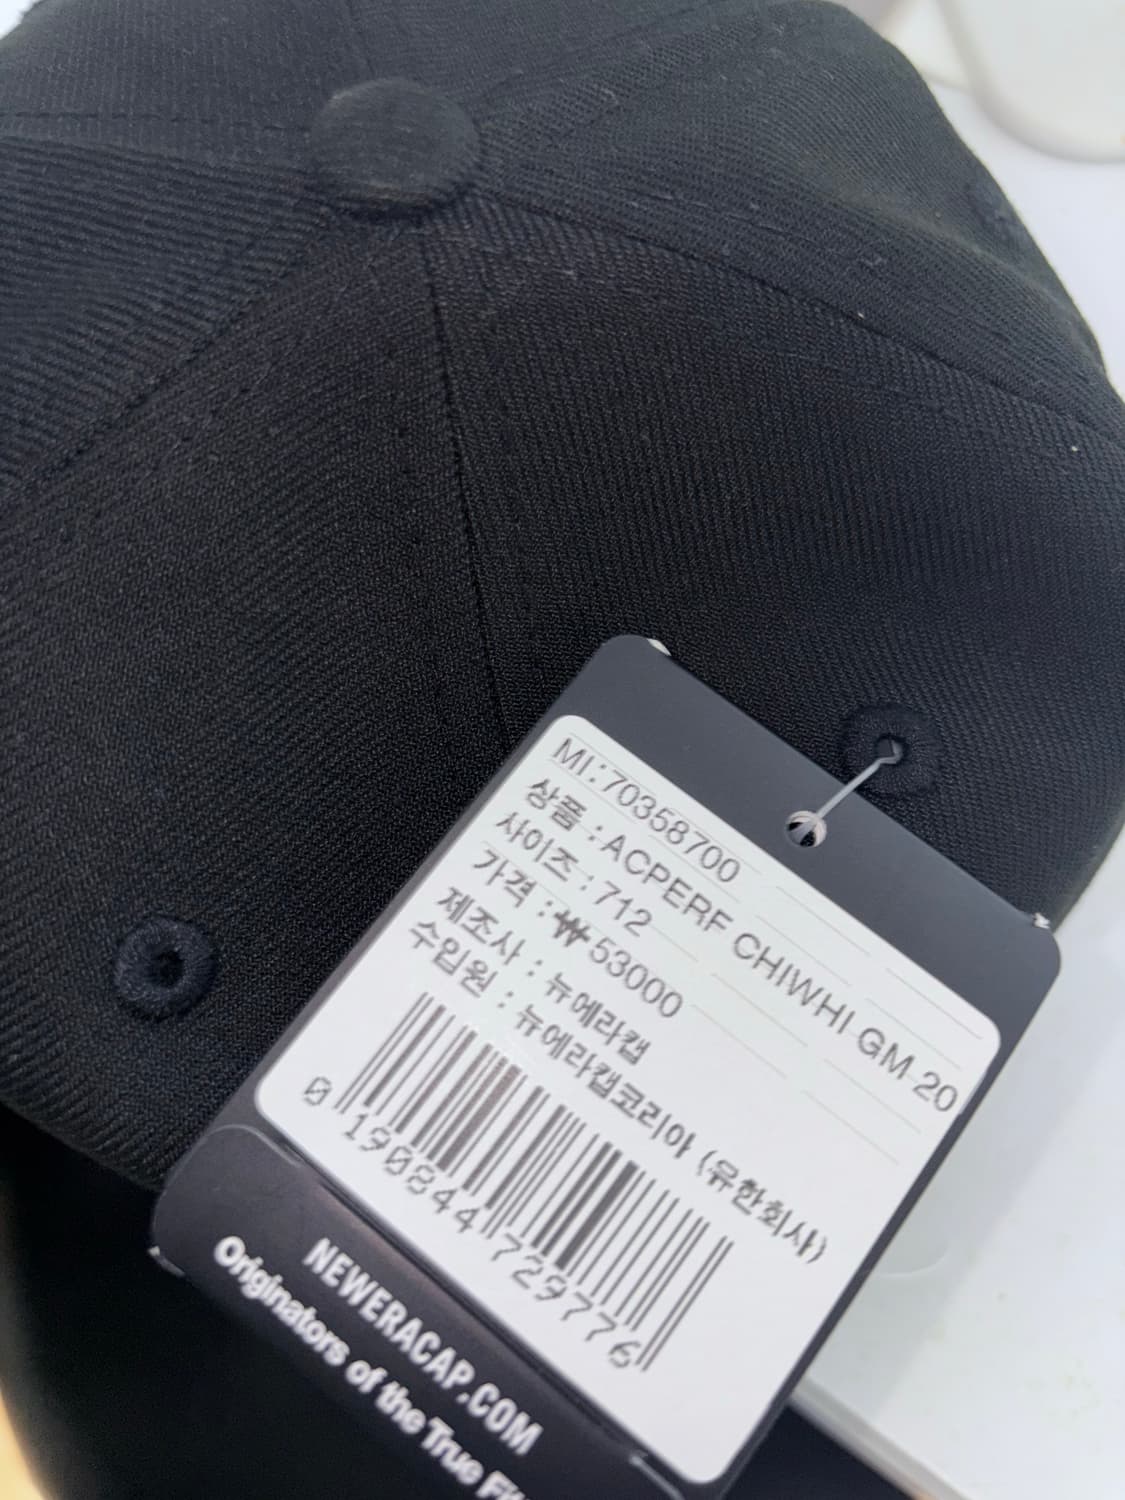 MI:70358700
상품 : ACPERF CHIWHI GM 20
사이즈 : 712
가격 : ₩53000
제조사 : 뉴에라캡
수입원 : 뉴에라캡코리아 (유한회사)
0 190844 729776
NEWERACAP.COM
Originators of the True